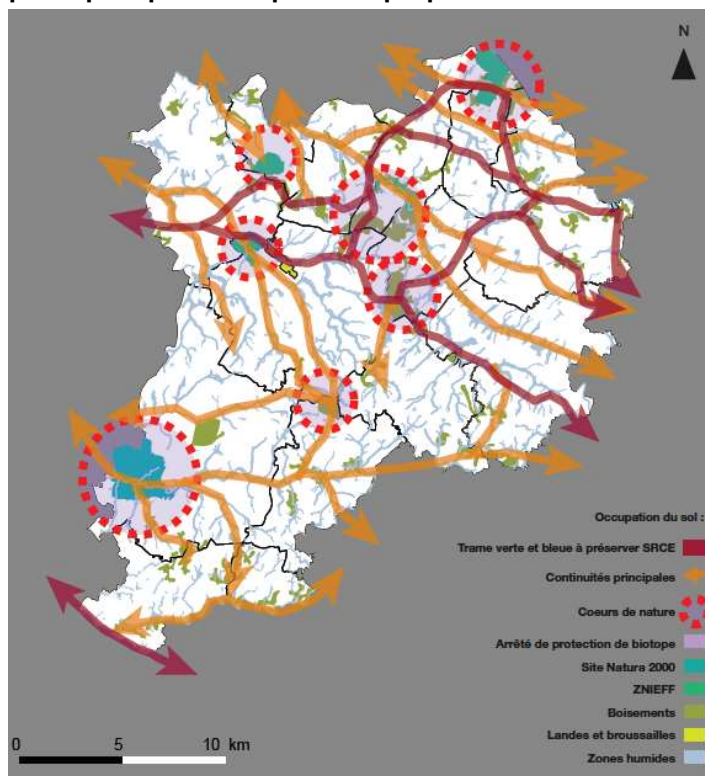 N
Occupation du sol :
Trame verte et bleue à préserver SRCE
Continuités principales
Coeurs de nature
Arrêté de protection de biotope
Site Natura 2000
ZNIEFF
Boisements
Landes et broussailles
Zones humides
0 5 10 km